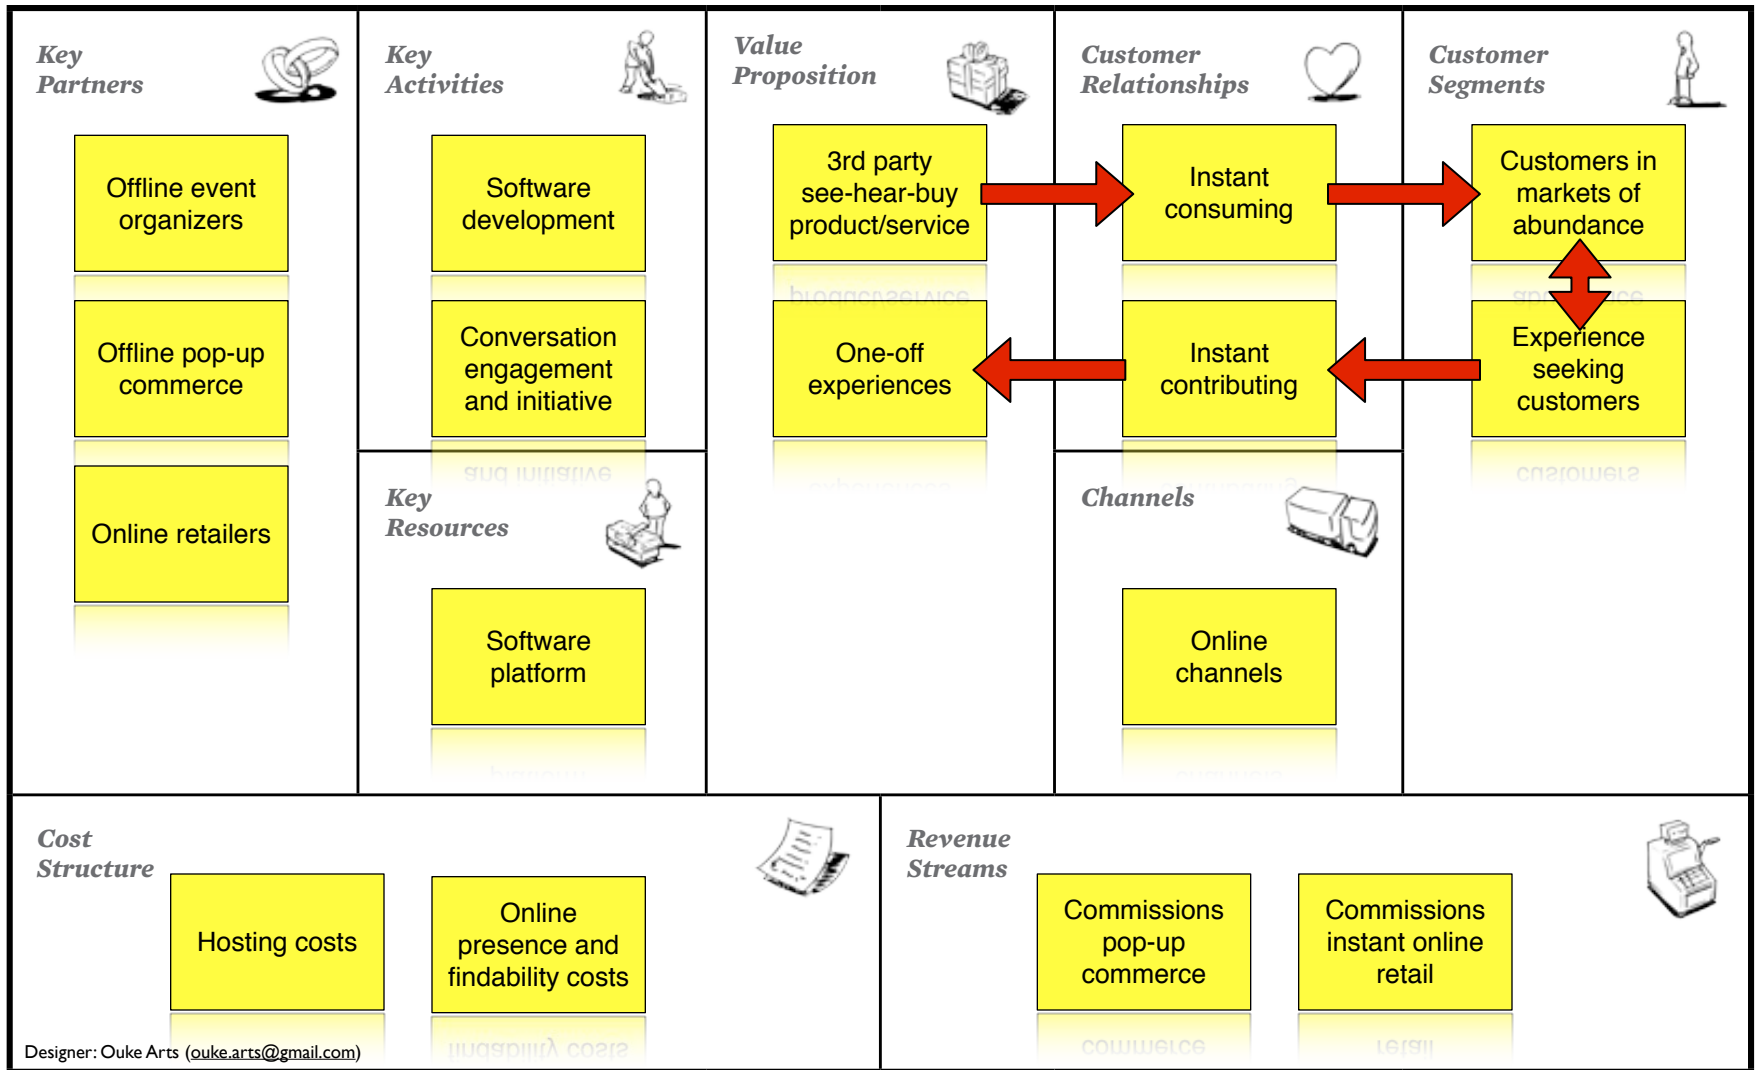 Key
Partners
Offline event
organizers
Offline pop-up
commerce
Online retailers
Key
Activities
Software
development
Conversation
engagement
and initiative
Key
Resources
Software
platform
Value
Proposition
3rd party
see-hear-buy
product/service
One-off
experiences
Customer
Relationships
Instant
consuming
Instant
contributing
Channels
Online
channels
Customer
Segments
Customers in
markets of
abundance
Experience
seeking
customers
Cost
Structure
Hosting costs
Online
presence and
findability costs
Revenue
Streams
Commissions
pop-up
commerce
Commissions
instant online
retail
Designer: Ouke Arts (ouke.arts@gmail.com)